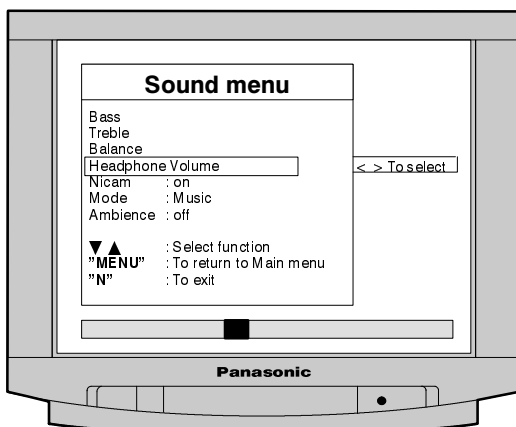 Sound menu
Bass
Treble
Balance
Headphone Volume
< > To select
Nicam : on
Mode : Music
Ambience : off
▼ ▲ : Select function
"MENU" : To return to Main menu
"N" : To exit
Panasonic